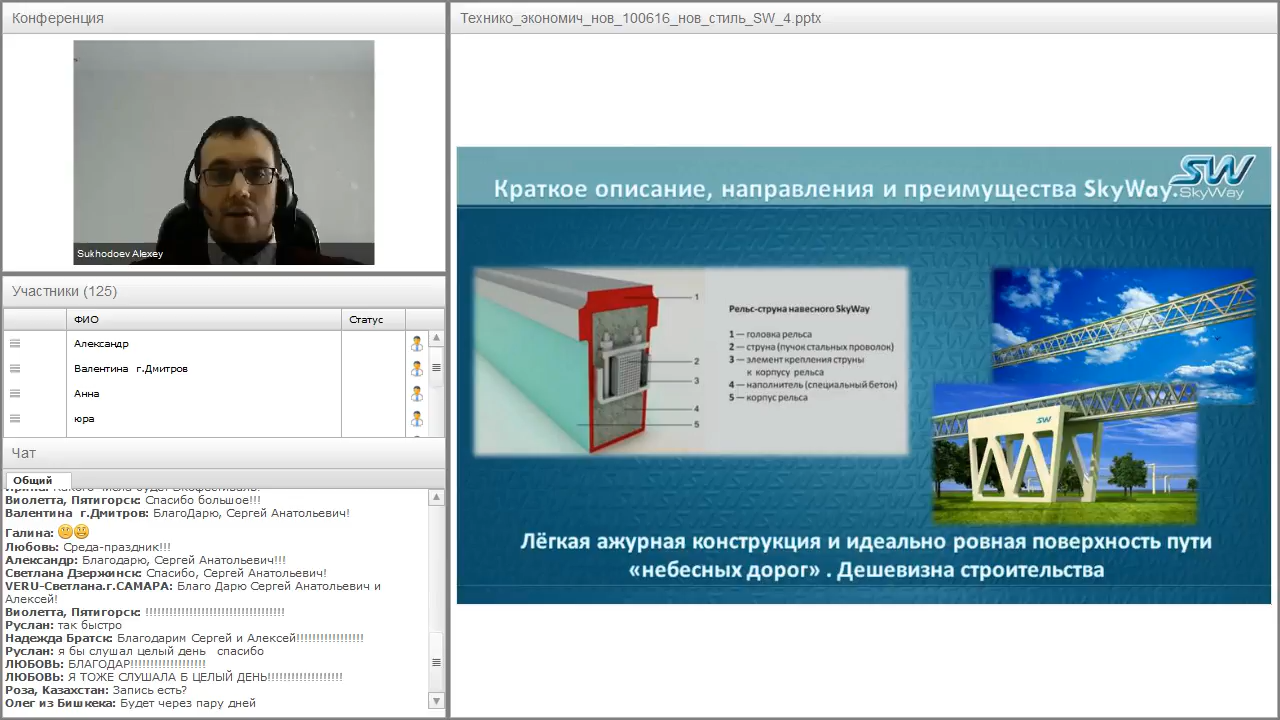 Конференция
Sukhodoev Alexey
Участники (125)
ФИО
Статус
Александр
Валентина г.Дмитров
Анна
юра
Чат
Общий
Виолетта, Пятигорск: Спасибо большое!!!
Валентина г.Дмитров: БлагоДарю, Сергей Анатольевич!
Галина:
Любовь: Среда-праздник!!!
Александр: Благодарю, Сергей Анатольевич!!!
Светлана Дзержинск: Спасибо, Сергей Анатольевич!
VERU-Светлана.г.САМАРА: Благо Дарю Сергей Анатольевич и
Алексей!
Виолетта, Пятигорск: !!!!!!!!!!!!!!!!!!!!!!!!!!!!!!!!!!!
Руслан: так быстро
Надежда Братск: Благодарим Сергей и Алексей!!!!!!!!!!!!!!!!!
Руслан: я бы слушал целый день спасибо
ЛЮБОВЬ: БЛАГОДАР!!!!!!!!!!!!!!!!!!!
ЛЮБОВЬ: Я ТОЖЕ СЛУШАЛА Б ЦЕЛЫЙ ДЕНЬ!!!!!!!!!!!!!!!!!!!
Роза, Казахстан: Запись есть?
Олег из Бишкека: Будет через пару дней
Технико_экономич_нов_100616_нов_стиль_SW_4.pptx
Краткое описание, направления и преимущества SkyWay.
SW
SkyWay
1
2
3
4
5
Рельс-струна навесного SkyWay
1 — головка рельса
2 — струна (пучок стальных проволок)
3 — элемент крепления струны
к корпусу рельса
4 — наполнитель (специальный бетон)
5 — корпус рельса
SW
Лёгкая ажурная конструкция и идеально ровная поверхность пути
«небесных дорог» . Дешевизна строительства